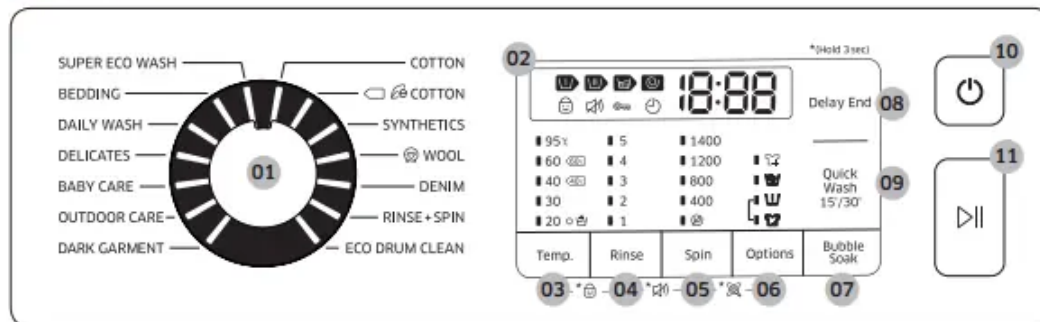 *(Hold 3 sec)
02
10
SUPER ECO WASH
COTTON
BEDDING
COTTON
DAILY WASH
SYNTHETICS
DELICATES
WOOL
01
BABY CARE
DENIM
OUTDOOR CARE
RINSE+SPIN
DARK GARMENT
ECO DRUM CLEAN
18:88
Delay End
08
95℃ 5 1400
60 4 1200
40 3 800
30 2 400
20 1
Quick
Wash
15'/30'
09
11
Temp.
Rinse
Spin
Options
Bubble
Soak
03 * 04 * 05 * 06 07